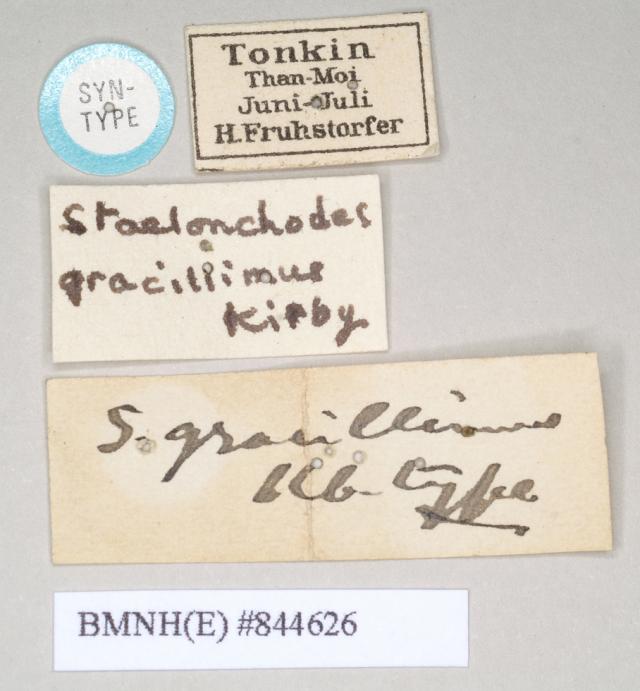 SYN-
TYPE
Tonkin
Than-Moi
Juni-Juli
H.Fruhstorfer
Staelonchodes
gracillimus
Kirby
S. gracillimus
Kb. type
BMNH(E) #844626